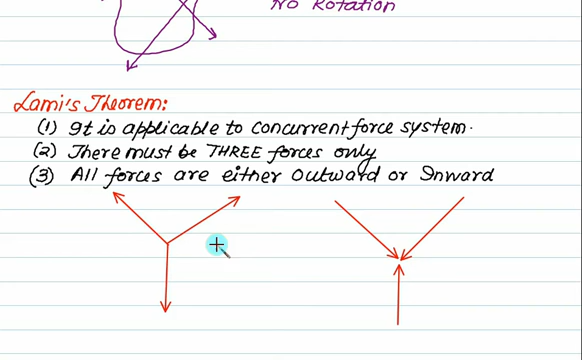 No Rotation
Lami's Theorem:
(1) It is applicable to concurrent force system.
(2) There must be THREE forces only
(3) All forces are either Outward or Inward